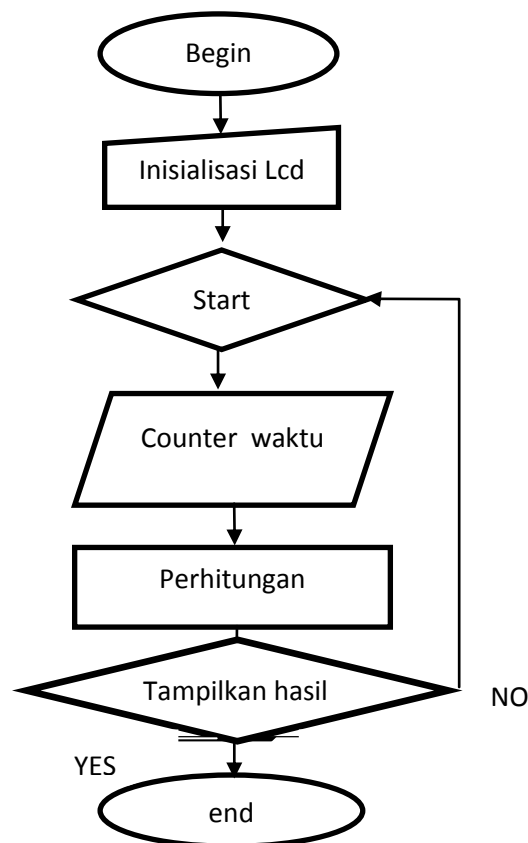 Begin
Inisialisasi Lcd
Start
Counter waktu
Perhitungan
Tampilkan hasil
NO
YES
end